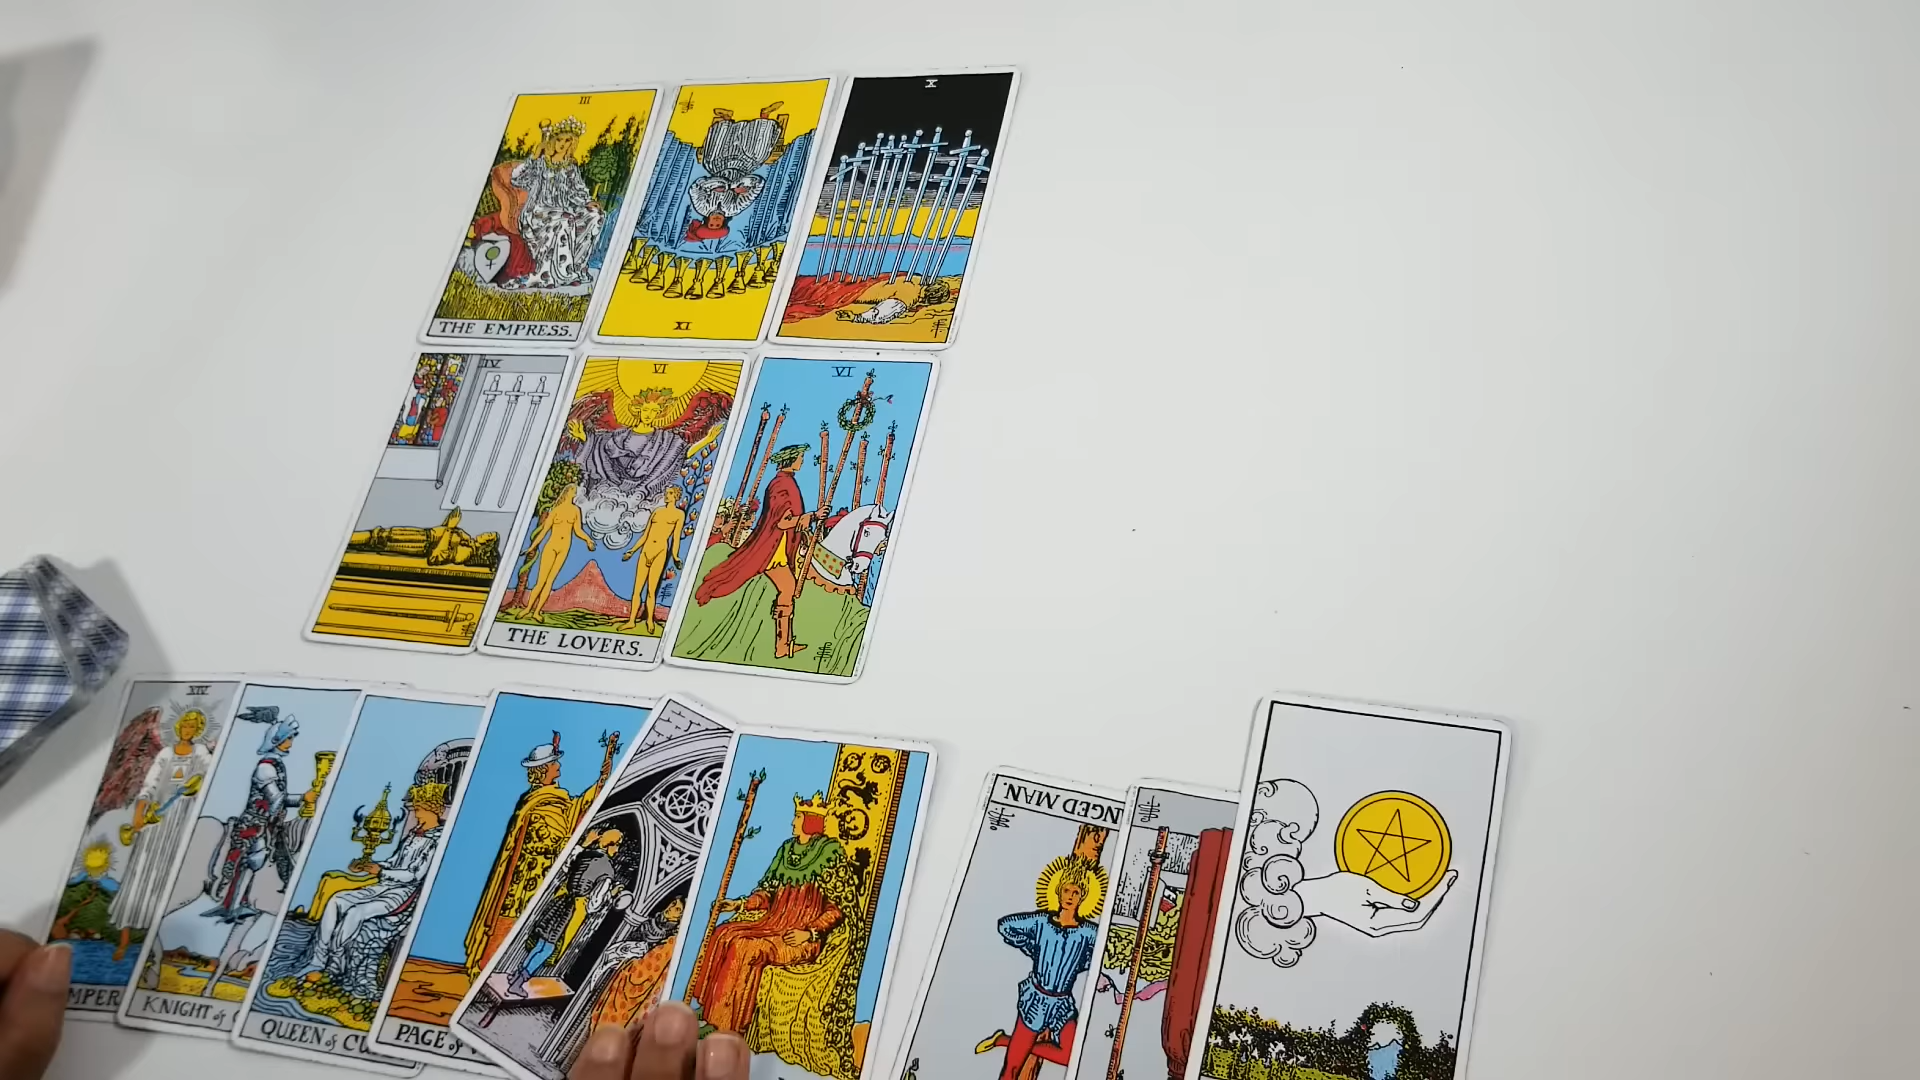 III
XI
X
THE EMPRESS.
IV
VI
VI
THE LOVERS.
XIV
NGED MAN.
MPER
KNIGHT of
QUEEN of CU
PAGE of